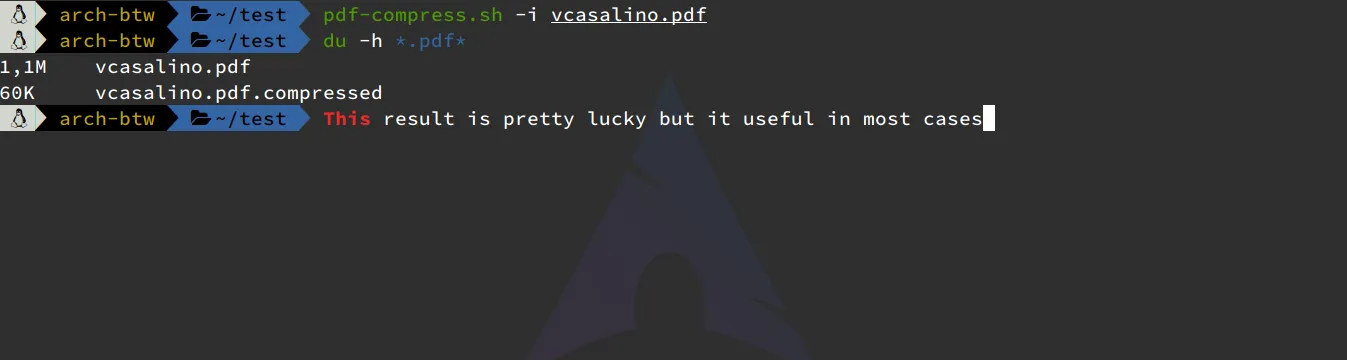 arch-btw ~/test pdf-compress.sh -i vcasalino.pdf
arch-btw ~/test du -h *.pdf*
1,1M vcasalino.pdf
60K vcasalino.pdf.compressed
arch-btw ~/test This result is pretty lucky but it useful in most cases